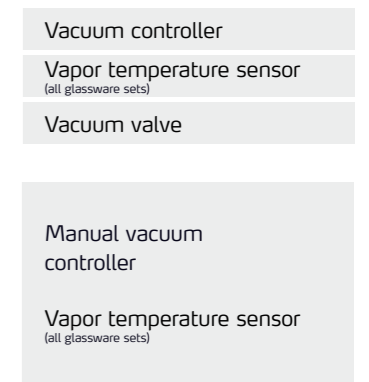 Vacuum controller
Vapor temperature sensor
(all glassware sets)
Vacuum valve
Manual vacuum
controller
Vapor temperature sensor
(all glassware sets)